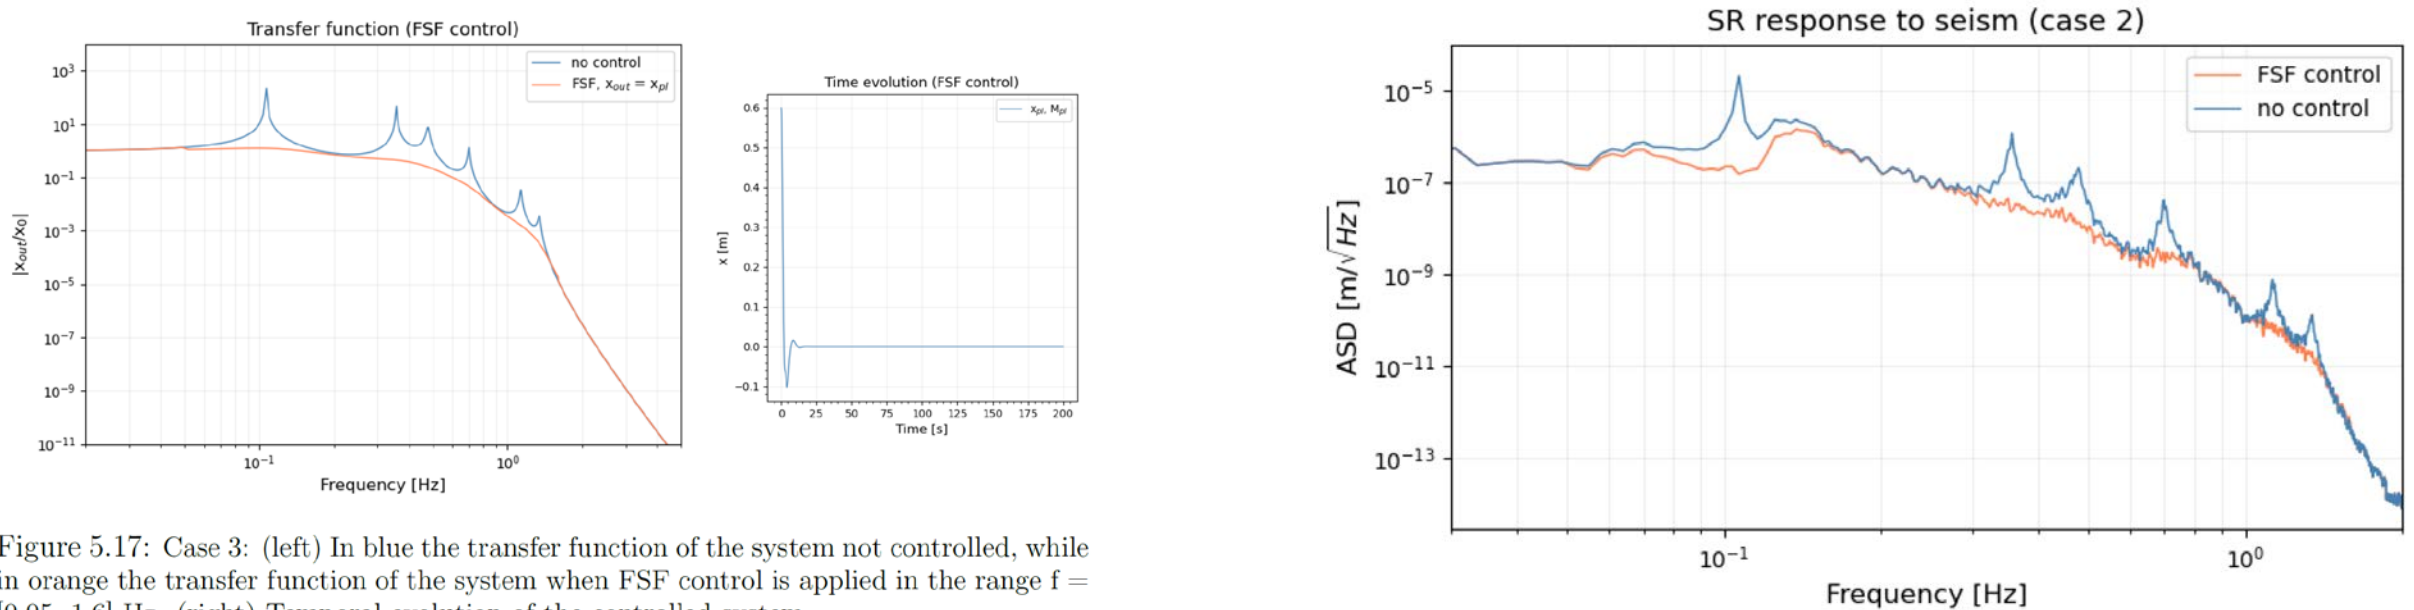 Transfer function (FSF control)
no control
FSF, x_out = x_pl
10^3
10^1
10^-1
10^-3
10^-5
10^-7
10^-9
10^-11
|x_out/x_0|
10^-1
10^0
Frequency [Hz]
Time evolution (FSF control)
x_pl, M_pl
0.6
0.5
0.4
0.3
0.2
0.1
0.0
−0.1
x [m]
0 25 50 75 100 125 150 175 200
Time [s]
SR response to seism (case 2)
FSF control
no control
10^-5
10^-7
10^-9
10^-11
10^-13
ASD [m/√Hz]
10^-1
10^0
Frequency [Hz]
Figure 5.17: Case 3: (left) In blue the transfer function of the system not controlled, while
in orange the transfer function of the system when FSF control is applied in the range f =